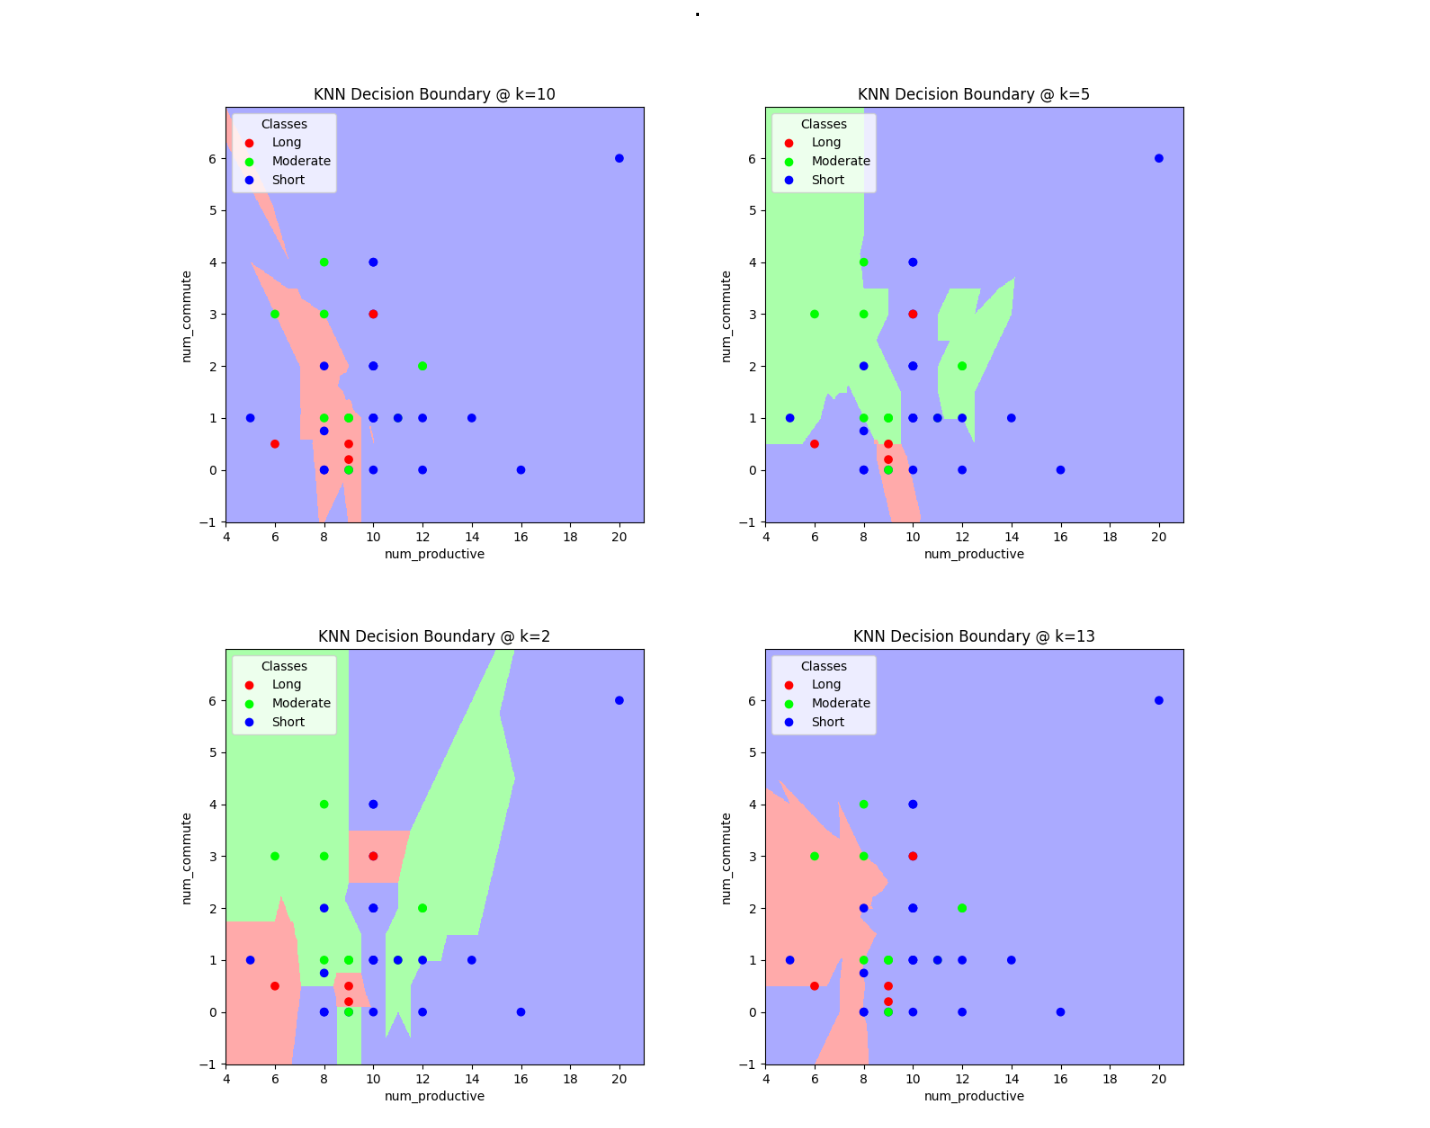 .
KNN Decision Boundary @ k=10
Classes
Long
Moderate
Short
6
5
4
3
2
1
0
−1
num_commute
4 6 8 10 12 14 16 18 20
num_productive
KNN Decision Boundary @ k=5
Classes
Long
Moderate
Short
6
5
4
3
2
1
0
−1
num_commute
4 6 8 10 12 14 16 18 20
num_productive
KNN Decision Boundary @ k=2
Classes
Long
Moderate
Short
6
5
4
3
2
1
0
−1
num_commute
4 6 8 10 12 14 16 18 20
num_productive
KNN Decision Boundary @ k=13
Classes
Long
Moderate
Short
6
5
4
3
2
1
0
−1
num_commute
4 6 8 10 12 14 16 18 20
num_productive